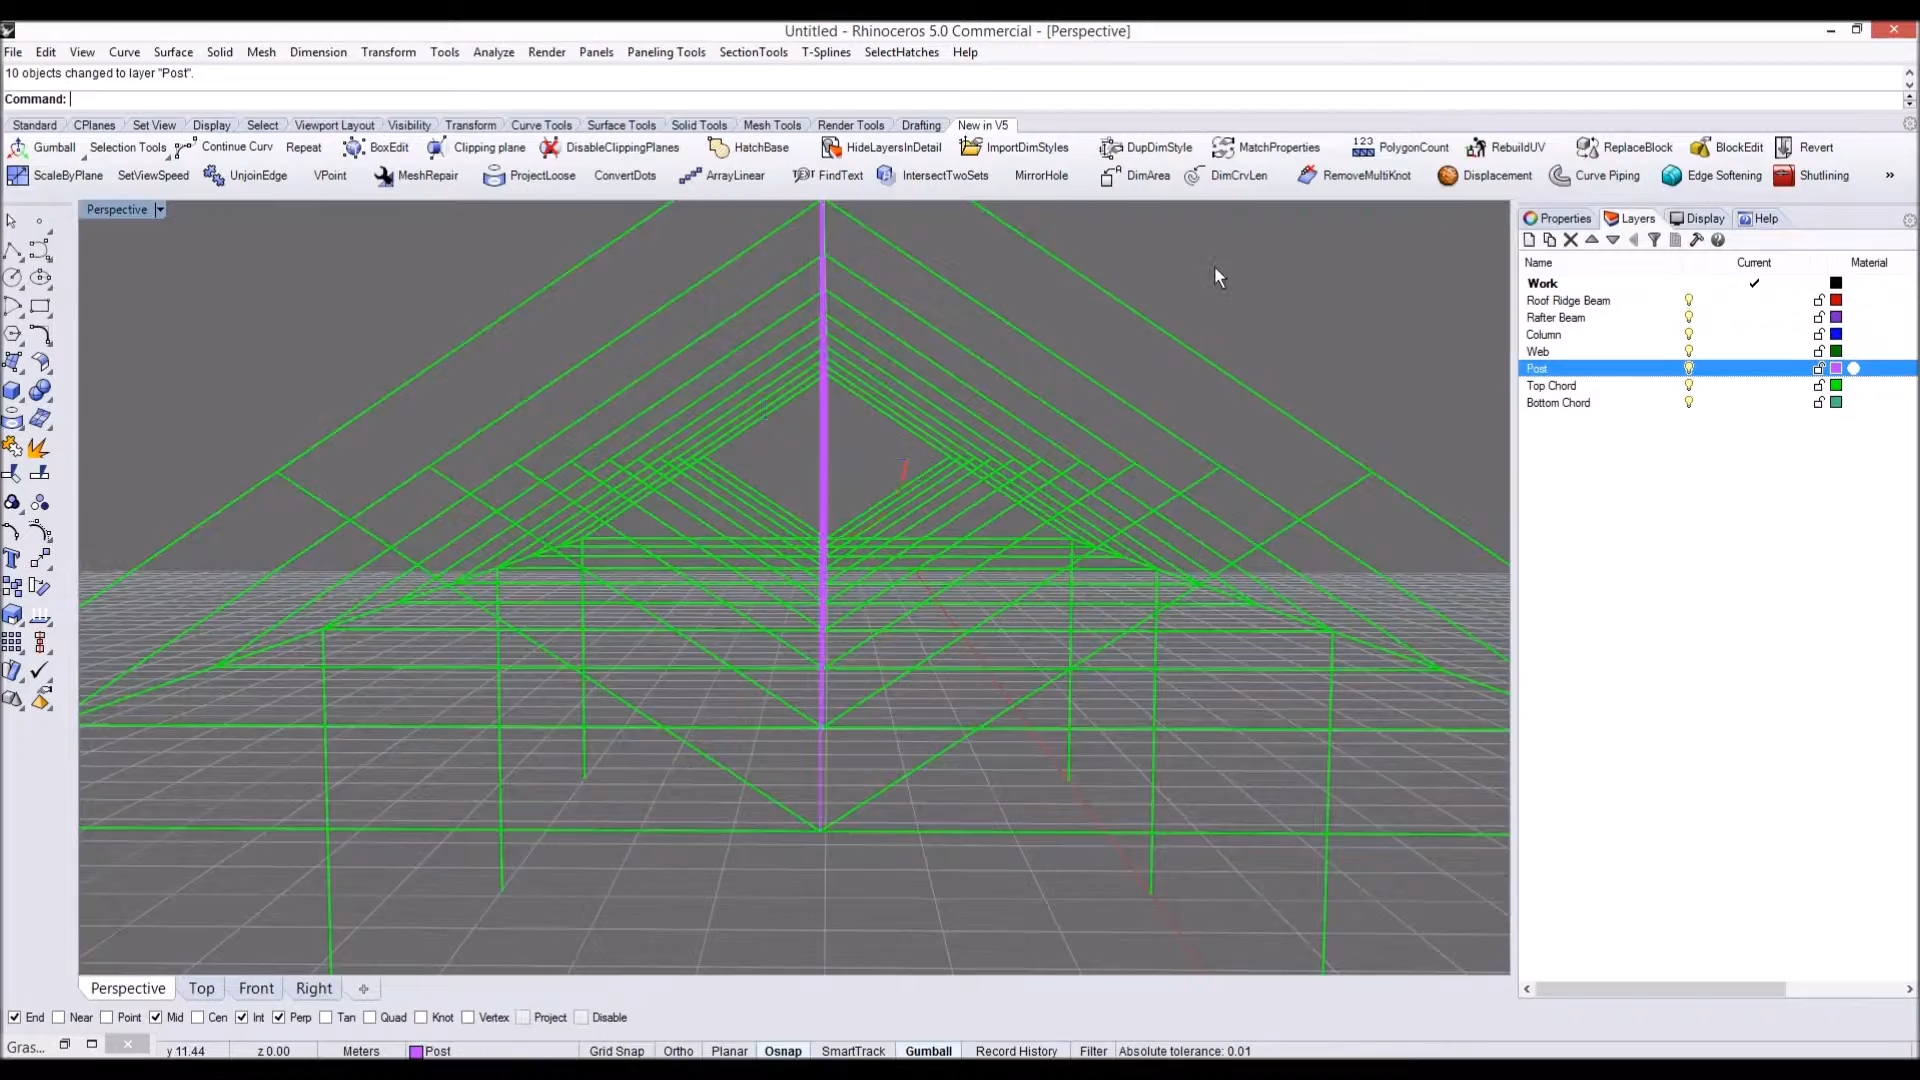 Untitled - Rhinoceros 5.0 Commercial - [Perspective]
File Edit View Curve Surface Solid Mesh Dimension Transform Tools Analyze Render Panels Paneling Tools SectionTools T-Splines SelectHatches Help
10 objects changed to layer "Post".
Command:
Standard CPlanes Set View Display Select Viewport Layout Visibility Transform Curve Tools Surface Tools Solid Tools Mesh Tools Render Tools Drafting New in V5
Gumball Selection Tools Continue Curv Repeat BoxEdit Clipping plane DisableClippingPlanes HatchBase HideLayersInDetail ImportDimStyles DupDimStyle MatchProperties 123 PolygonCount RebuildUV ReplaceBlock BlockEdit Revert
ScaleByPlane SetViewSpeed UnjoinEdge VPoint MeshRepair ProjectLoose ConvertDots ArrayLinear FindText IntersectTwoSets MirrorHole DimArea DimCrvLen RemoveMultiKnot Displacement Curve Piping Edge Softening Shutlining »
Perspective
Properties Layers Display Help
Name Current Material
Work
Roof Ridge Beam
Rafter Beam
Column
Web
Post
Top Chord
Bottom Chord
Perspective Top Front Right
End Near Point Mid Cen Int Perp Tan Quad Knot Vertex Project Disable
Gras... y 11.44 z 0.00 Meters Post Grid Snap Ortho Planar Osnap SmartTrack Gumball Record History Filter Absolute tolerance: 0.01